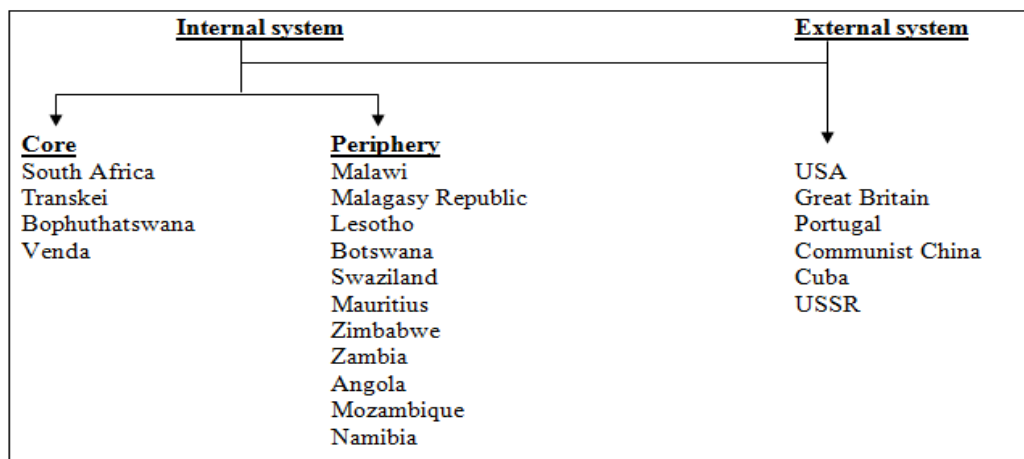 Internal system
External system
Core
South Africa
Transkei
Bophuthatswana
Venda
Periphery
Malawi
Malagasy Republic
Lesotho
Botswana
Swaziland
Mauritius
Zimbabwe
Zambia
Angola
Mozambique
Namibia
USA
Great Britain
Portugal
Communist China
Cuba
USSR